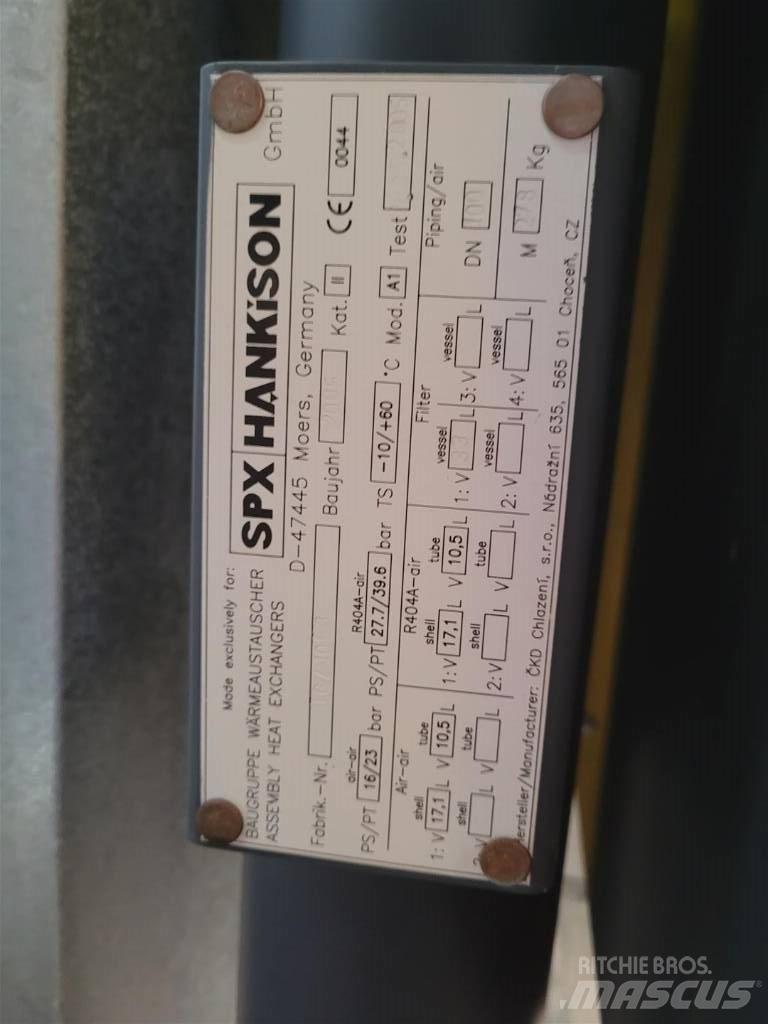 Made exclusively for:
BAUGRUPPE WÄRMEAUSTAUSCHER
ASSEMBLY HEAT EXCHANGERS
SPX HANKiSON GmbH
D-47445 Moers, Germany
Fabrik.-Nr. Baujahr Kat. II CE 0044
air-air R404A-air
PS/PT 16/23 bar PS/PT 27.7/39.6 bar TS -10/+60 °C Mod. A1 Test
Air-air R404A-air Filter Piping/air
shell tube shell tube vessel vessel
1: V 17,1 L V 10,5 L 1: V 17,1 L V 10,5 L 1: V L 3: V L DN
shell tube shell tube vessel vessel
V L V L 2: V L V L 2: V L 4: V L M Kg
Hersteller/Manufacturer: ČKD Chlazení, s.r.o., Nádražní 635, 565 01 Choceň, CZ
RITCHIE BROS.
MASCUS